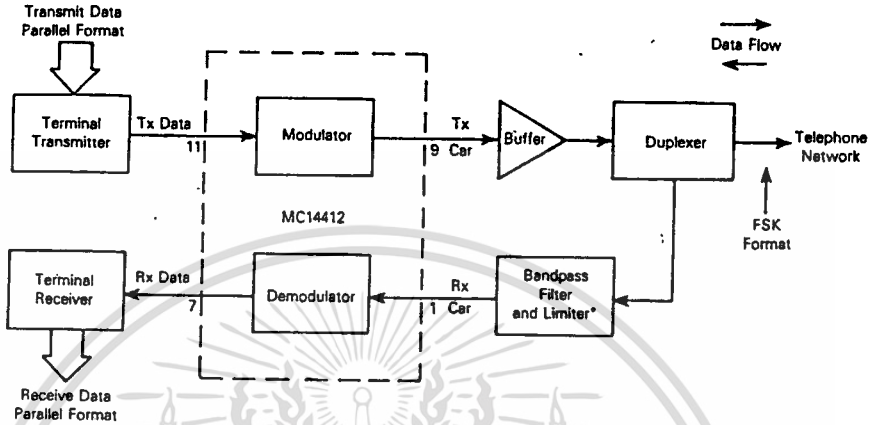 Transmit Data
Parallel Format
Data Flow
Terminal
Transmitter
Tx Data
11
Modulator
Tx
9 Car
Buffer
Duplexer
Telephone
Network
FSK
Format
MC14412
Terminal
Receiver
Rx Data
7
Demodulator
Rx
1 Car
Bandpass
Filter
and Limiter*
Receive Data
Parallel Format